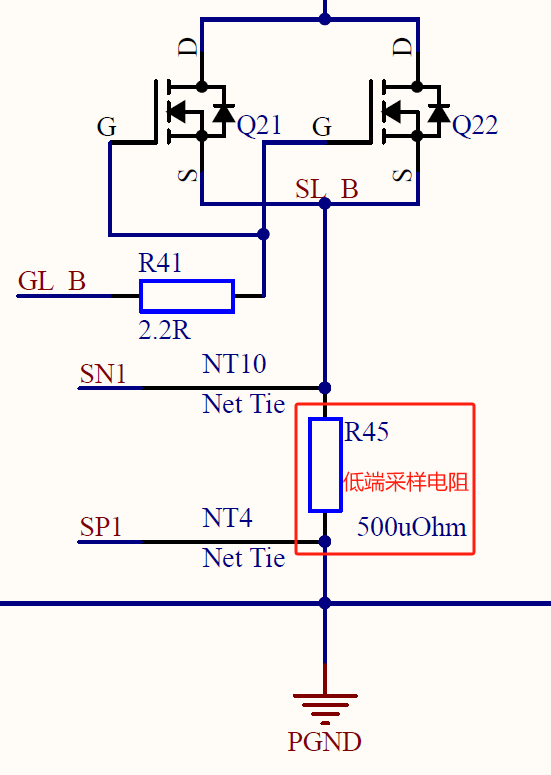 D
D
G
Q21
G
Q22
S
S
SL_B
R41
GL_B
2.2R
NT10
SN1
Net Tie
R45
低端采样电阻
NT4
SP1
500uOhm
Net Tie
PGND